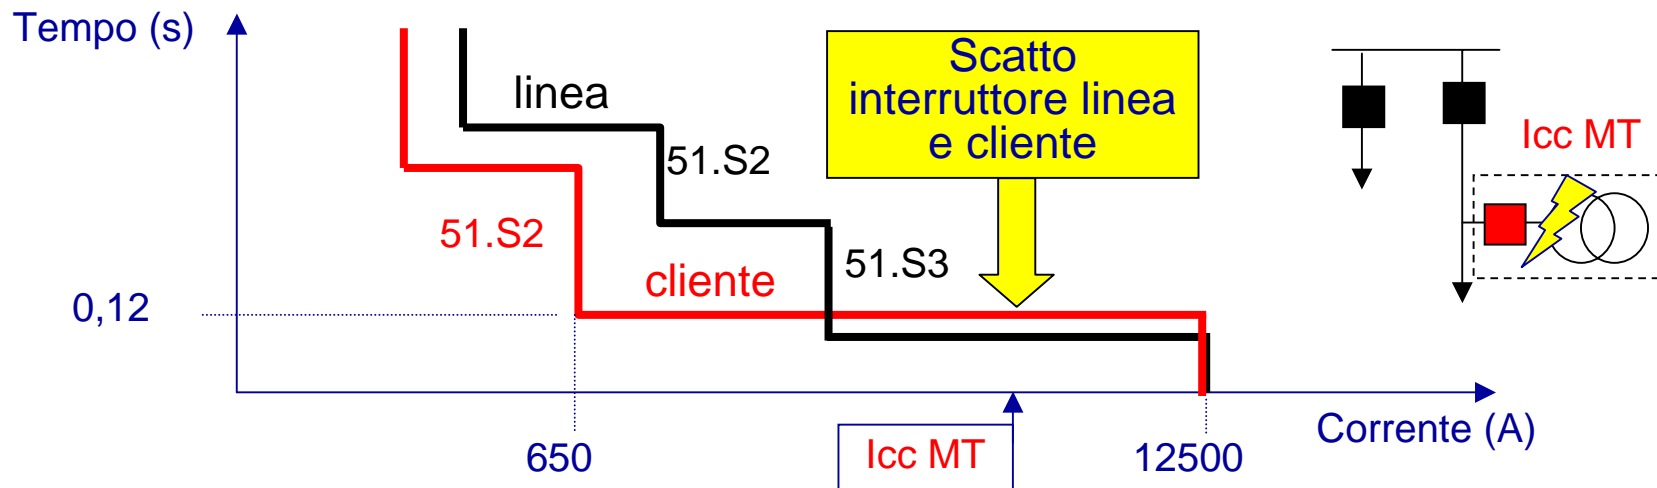 Tempo (s)
linea
51.S2
51.S2
51.S3
cliente
Scatto
interruttore linea
e cliente
Icc MT
0,12
650
Icc MT
12500
Corrente (A)